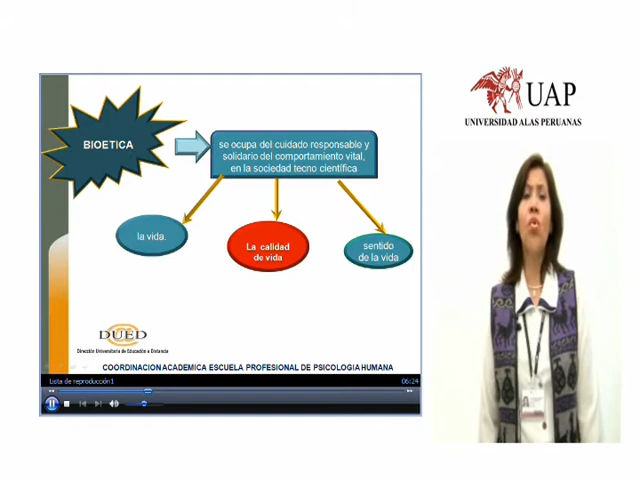 BIOETICA
se ocupa del cuidado responsable y
solidario del comportamiento vital,
en la sociedad tecno científica
la vida.
La calidad
de vida
sentido
de la vida
DUED
Dirección Universitaria de Educación a Distancia
COORDINACION ACADEMICA ESCUELA PROFESIONAL DE PSICOLOGIA HUMANA
Lista de reproducción1
06:24
UAP
UNIVERSIDAD ALAS PERUANAS